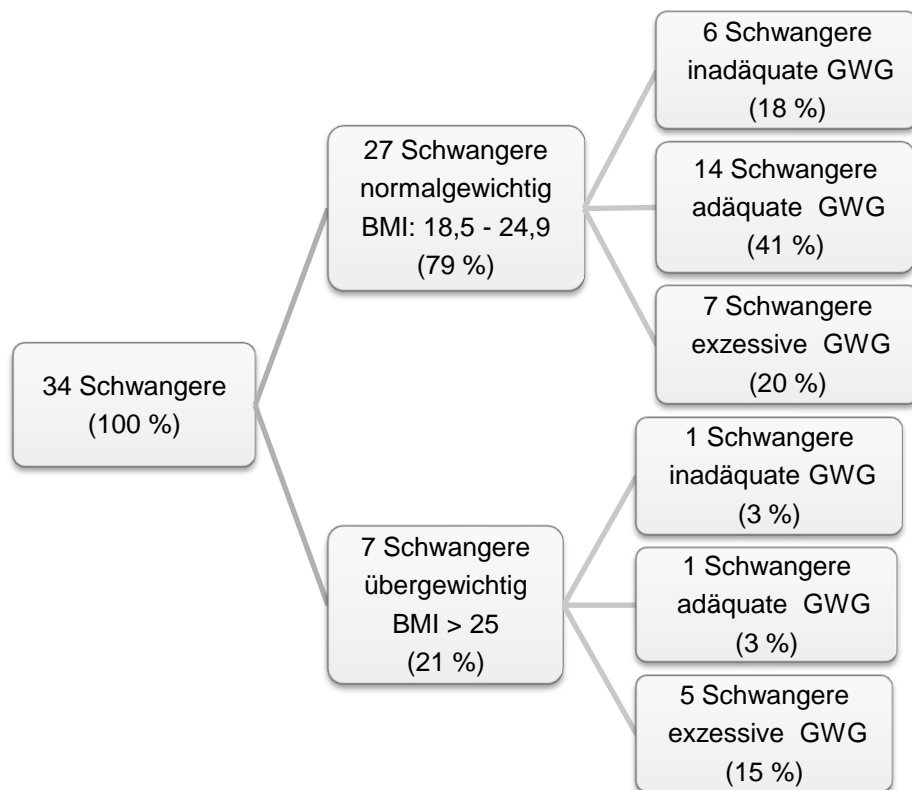 34 Schwangere
(100 %)
27 Schwangere
normalgewichtig
BMI: 18,5 - 24,9
(79 %)
6 Schwangere
inadäquate GWG
(18 %)
14 Schwangere
adäquate GWG
(41 %)
7 Schwangere
exzessive GWG
(20 %)
7 Schwangere
übergewichtig
BMI > 25
(21 %)
1 Schwangere
inadäquate GWG
(3 %)
1 Schwangere
adäquate GWG
(3 %)
5 Schwangere
exzessive GWG
(15 %)